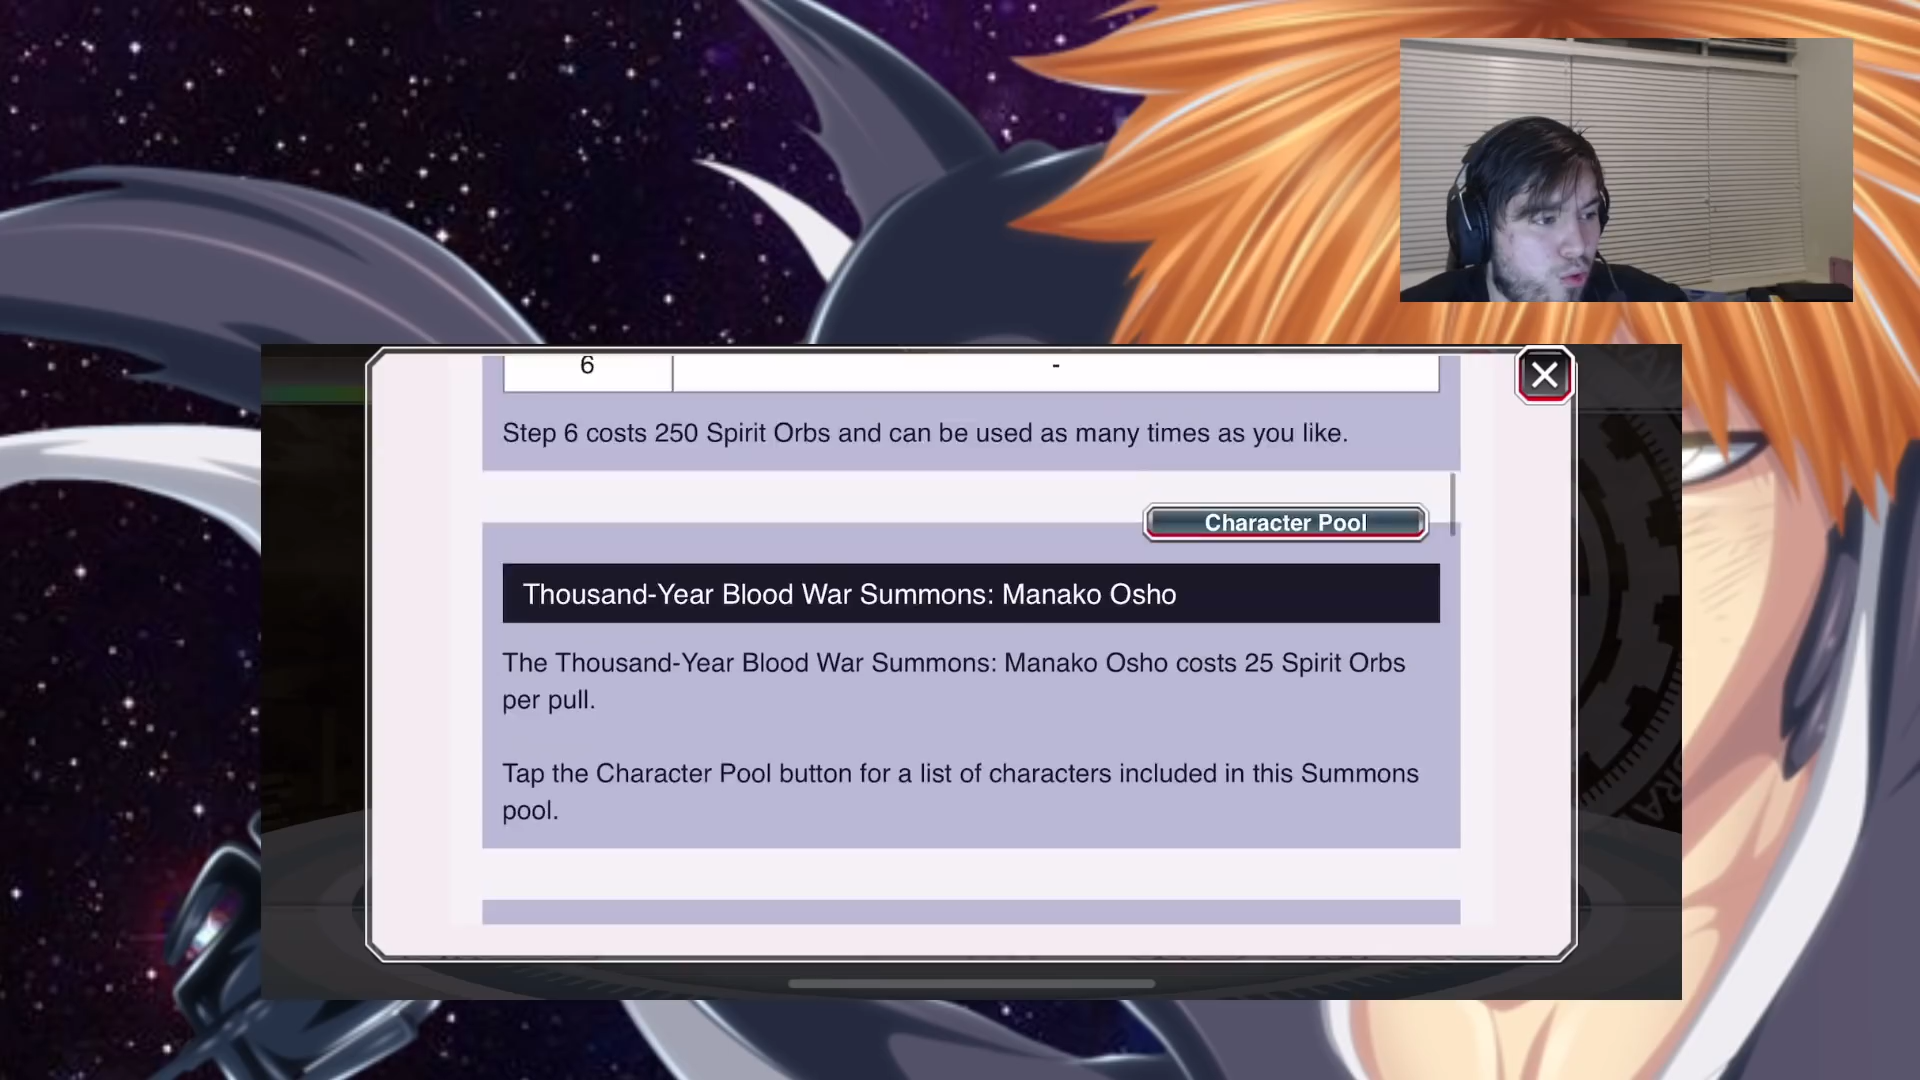 6 -
Step 6 costs 250 Spirit Orbs and can be used as many times as you like.
Character Pool
Thousand-Year Blood War Summons: Manako Osho
The Thousand-Year Blood War Summons: Manako Osho costs 25 Spirit Orbs
per pull.
Tap the Character Pool button for a list of characters included in this Summons
pool.